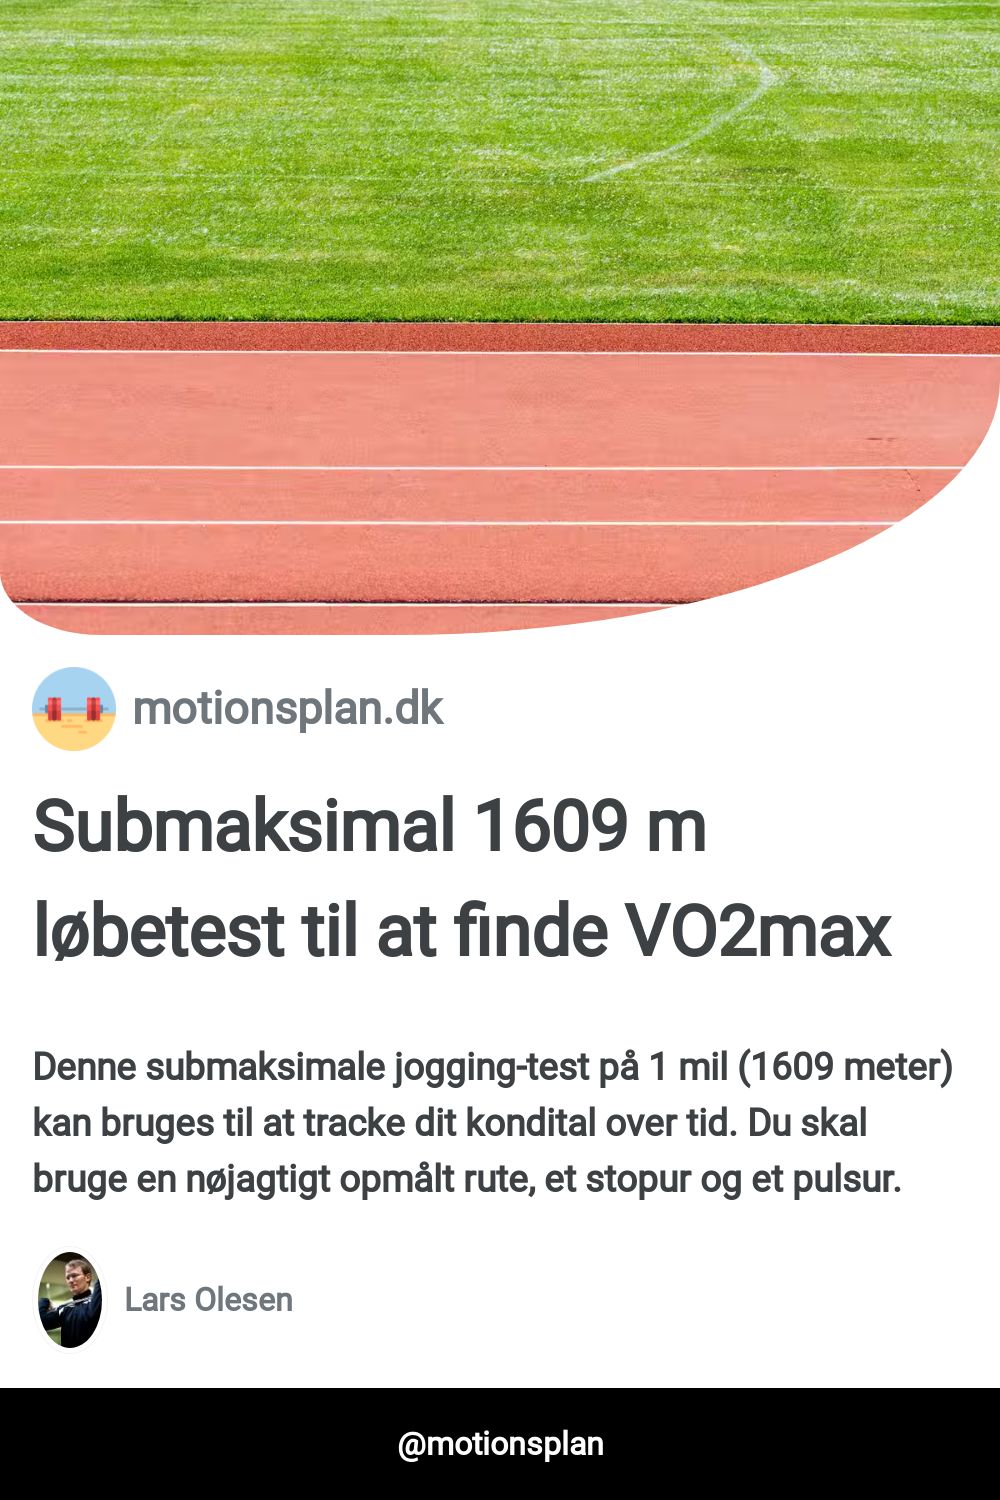 motionsplan.dk
Submaksimal 1609 m
løbetest til at finde VO2max
Denne submaksimale jogging-test på 1 mil (1609 meter)
kan bruges til at tracke dit kondital over tid. Du skal
bruge en nøjagtigt opmålt rute, et stopur og et pulsur.
Lars Olesen
@motionsplan